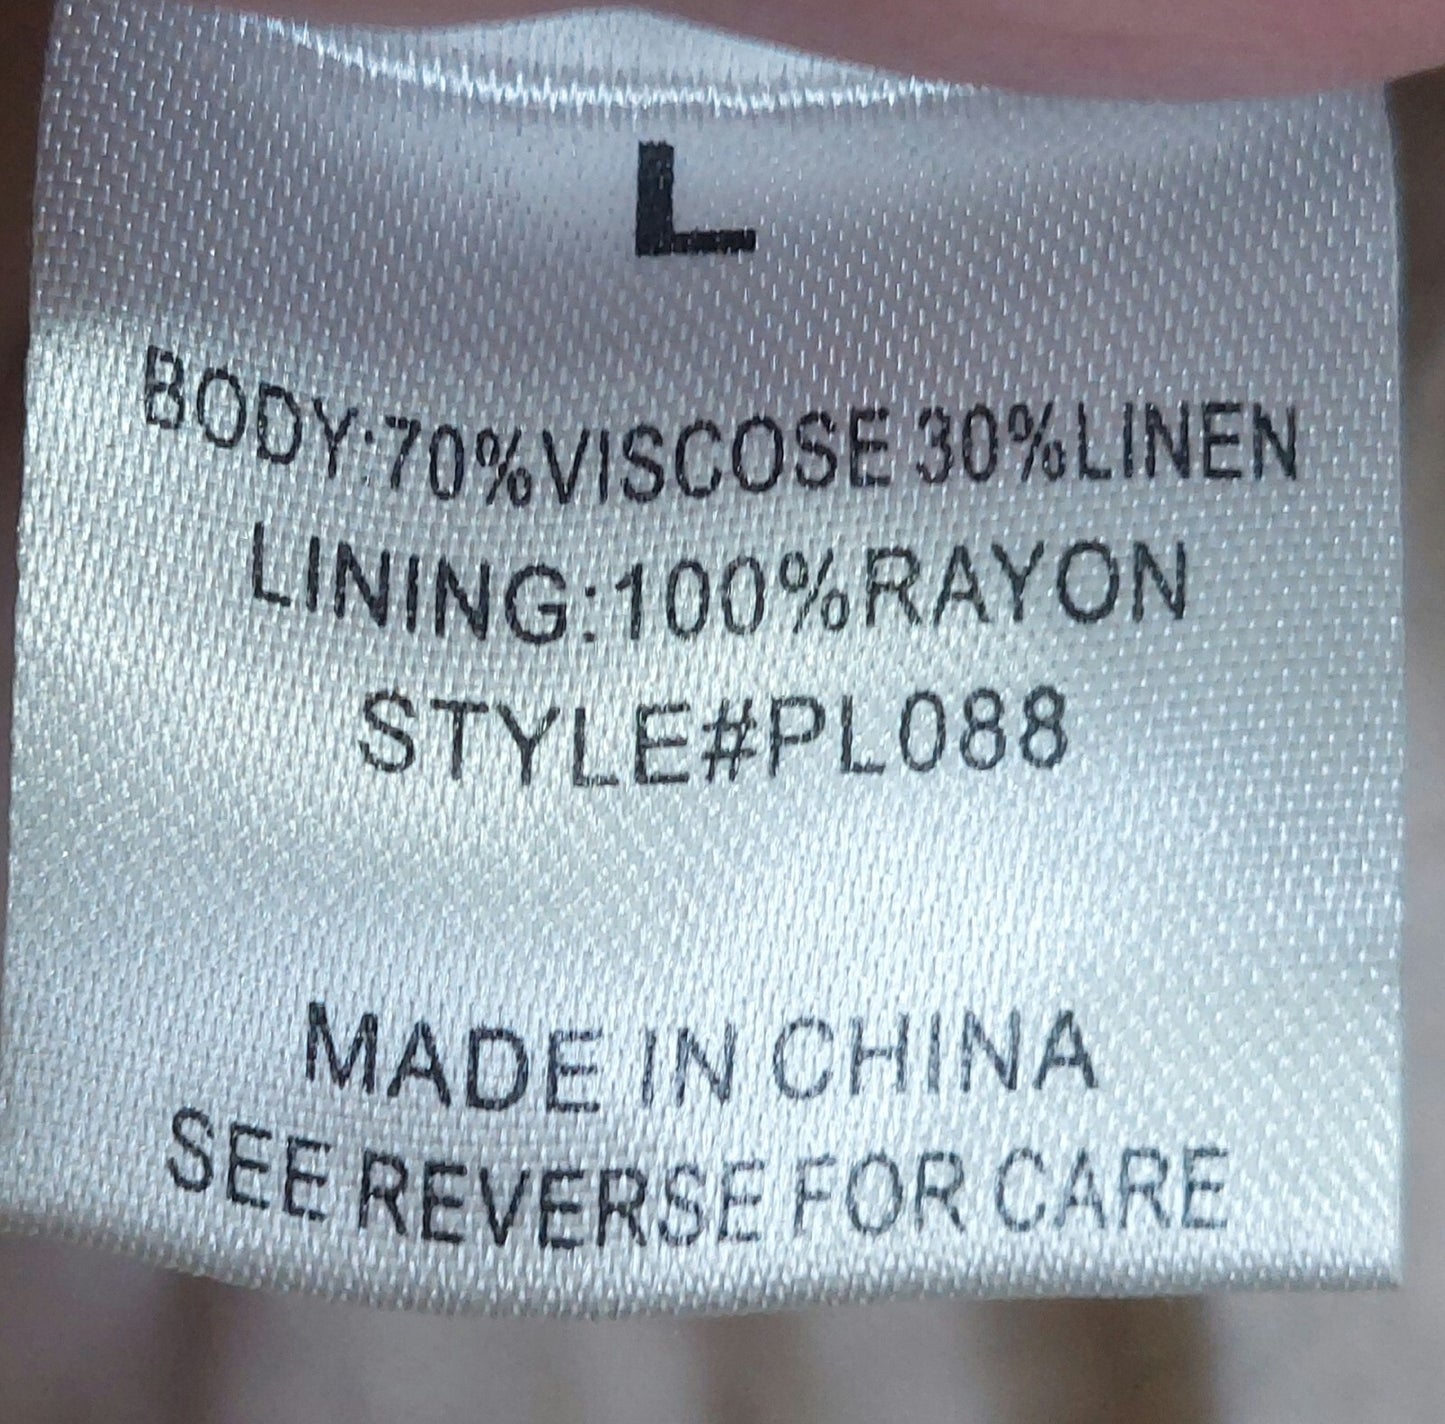 L
BODY:70%VISCOSE 30%LINEN
LINING:100%RAYON
STYLE#PL088
MADE IN CHINA
SEE REVERSE FOR CARE